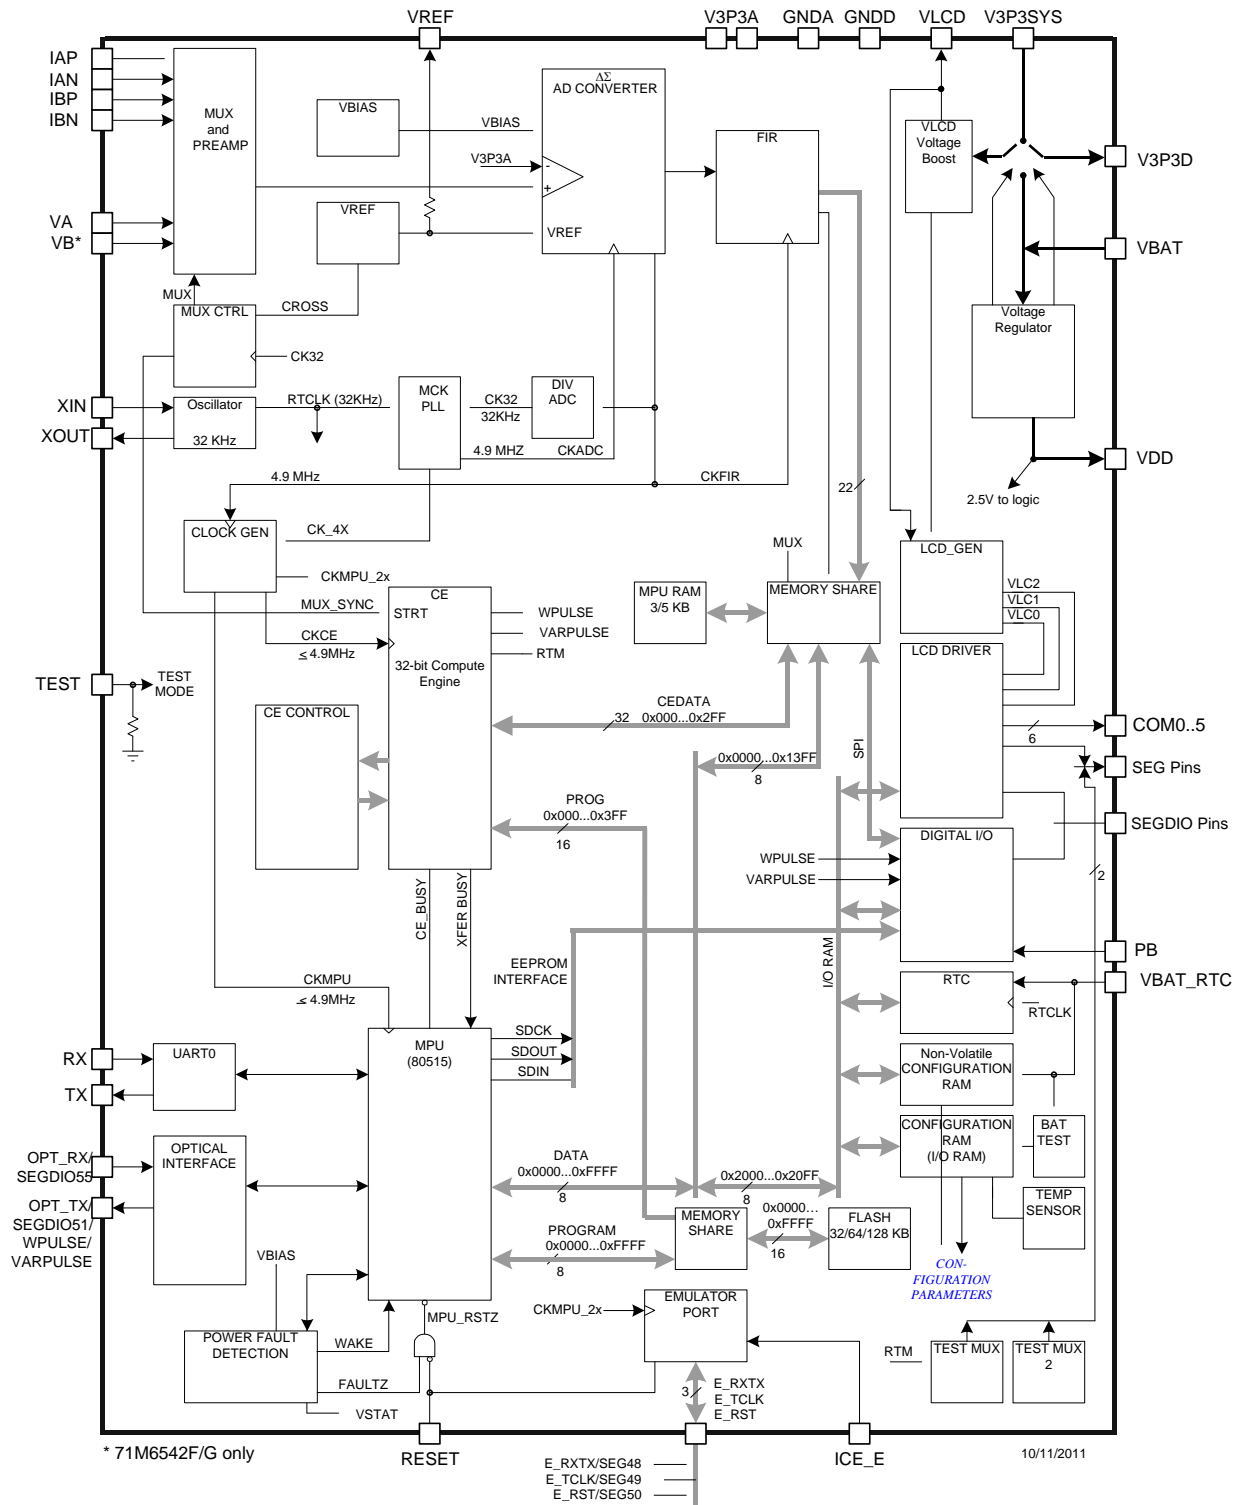 VREF
V3P3A
GNDA
GNDD
VLCD
V3P3SYS
IAP
IAN
IBP
IBN
VA
VB*
MUX
and
PREAMP
VBIAS
VBIAS
V3P3A
VREF
VREF
ΔΣ
AD CONVERTER
-
+
FIR
VLCD
Voltage
Boost
V3P3D
VBAT
Voltage
Regulator
VDD
2.5V to logic
MUX
MUX CTRL
CROSS
CK32
XIN
XOUT
Oscillator
32 KHz
RTCLK (32KHz)
MCK
PLL
CK32
32KHz
DIV
ADC
4.9 MHZ
CKADC
4.9 MHz
CKFIR
22
CLOCK GEN
CK_4X
CKMPU_2x
MUX_SYNC
CKCE
≤ 4.9MHz
CE
STRT
32-bit Compute
Engine
WPULSE
VARPULSE
RTM
MUX
MPU RAM
3/5 KB
MEMORY SHARE
LCD_GEN
VLC2
VLC1
VLC0
LCD DRIVER
TEST
TEST
MODE
CE CONTROL
CEDATA
32 0x000...0x2FF
0x0000...0x13FF
8
SPI
6
COM0..5
SEG Pins
SEGDIO Pins
PROG
0x000...0x3FF
16
DIGITAL I/O
WPULSE
VARPULSE
2
CE_BUSY
XFER BUSY
EEPROM
INTERFACE
I/O RAM
PB
VBAT_RTC
RTC
RTCLK
CKMPU
≤ 4.9MHz
MPU
(80515)
SDCK
SDOUT
SDIN
RX
TX
UART0
Non-Volatile
CONFIGURATION
RAM
CONFIGURATION
RAM
(I/O RAM)
BAT
TEST
TEMP
SENSOR
OPT_RX/
SEGDIO55
OPT_TX/
SEGDIO51/
WPULSE/
VARPULSE
OPTICAL
INTERFACE
DATA
0x0000...0xFFFF
8
0x2000...0x20FF
8
PROGRAM
0x0000...0xFFFF
8
MEMORY
SHARE
0x0000...
0xFFFF
16
FLASH
32/64/128 KB
CON-
FIGURATION
PARAMETERS
VBIAS
POWER FAULT
DETECTION
WAKE
FAULTZ
VSTAT
MPU_RSTZ
CKMPU_2x
EMULATOR
PORT
3
E_RXTX
E_TCLK
E_RST
RTM
TEST MUX
TEST MUX
2
* 71M6542F/G only
RESET
ICE_E
10/11/2011
E_RXTX/SEG48
E_TCLK/SEG49
E_RST/SEG50